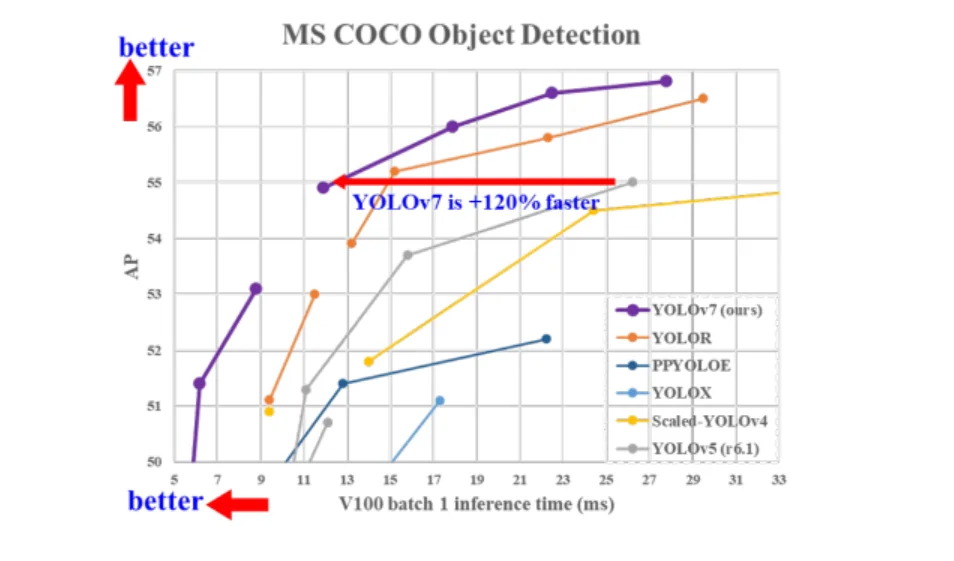 MS COCO Object Detection
better
57
56
55
54
53
52
51
50
AP
YOLOv7 is +120% faster
YOLOv7 (ours)
YOLOR
PPYOLOE
YOLOX
Scaled-YOLOv4
YOLOv5 (r6.1)
5 7 9 11 13 15 17 19 21 23 25 27 29 31 33
better
V100 batch 1 inference time (ms)